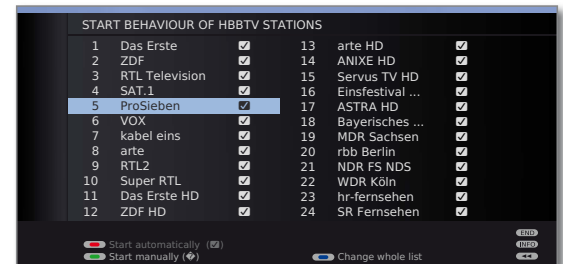 START BEHAVIOUR OF HBBTV STATIONS
1 Das Erste ☑
2 ZDF ☑
3 RTL Television ☑
4 SAT.1 ☑
5 ProSieben ☑
6 VOX ☑
7 kabel eins ☑
8 arte ☑
9 RTL2 ☑
10 Super RTL ☑
11 Das Erste HD ☑
12 ZDF HD ☑
13 arte HD ☑
14 ANIXE HD ☑
15 Servus TV HD ☑
16 Einsfestival ... ☑
17 ASTRA HD ☑
18 Bayerisches ... ☑
19 MDR Sachsen ☑
20 rbb Berlin ☑
21 NDR FS NDS ☑
22 WDR Köln ☑
23 hr-fernsehen ☑
24 SR Fernsehen ☑
Start automatically (☑)
Start manually (�)
Change whole list
END
INFO
◄◄